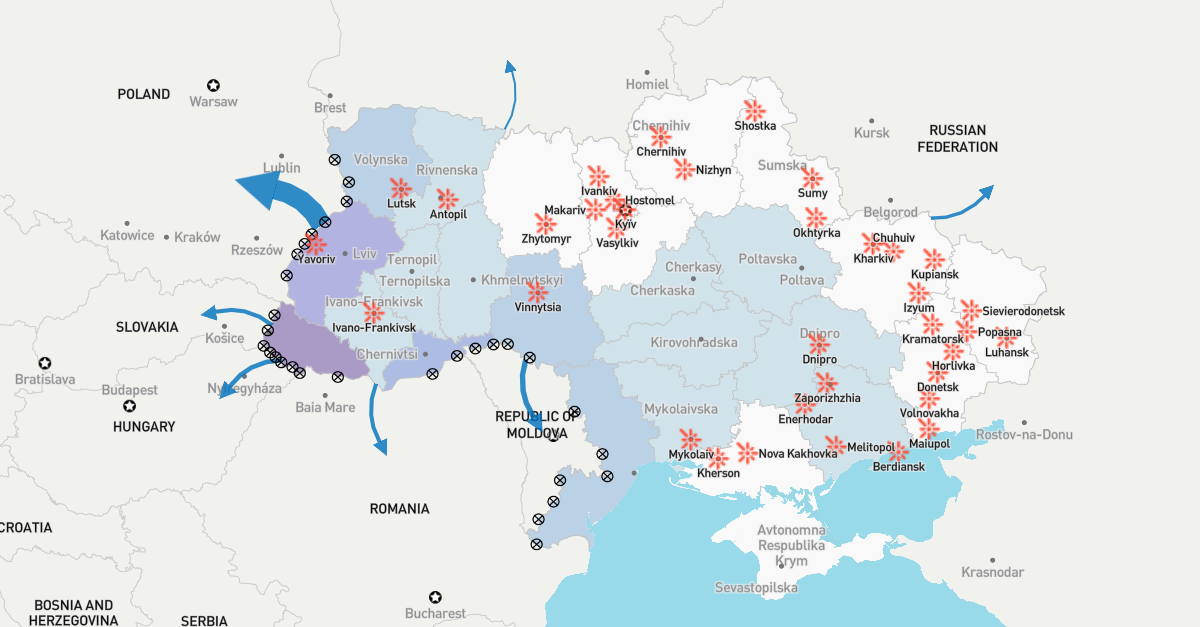 Homiel
POLAND
Warsaw
Brest
Chernihiv
Shostka
Kursk
RUSSIAN
FEDERATION
Chernihiv
Volynska
Lublin
Rivnenska
Nizhyn
Sumska
Ivankiv
Sumy
Lutsk
Antopil
Hostomel
Makariv
Kyiv
Belgorod
Zhytomyr
Vasylkiv
Okhtyrka
Katowice
Kraków
Rzeszów
Chuhuiv
Kharkiv
Yavoriv
Lviv
Ternopil
Cherkasy
Poltavska
Kupiansk
Ternopilska
Khmelnytskyi
Poltava
Cherkaska
Ivano-Frankivsk
Vinnytsia
Izyum
Sievierodonetsk
SLOVAKIA
Ivano-Frankivsk
Košice
Kirovohradska
Dnipro
Kramatorsk
Popasna
Luhansk
Chernivtsi
Dnipro
Horlivka
Bratislava
Budapest
Nyíregyháza
Donetsk
Zaporizhzhia
Baia Mare
Mykolaivska
Volnovakha
HUNGARY
REPUBLIC OF
MOLDOVA
Enerhodar
Rostov-na-Donu
Maiupol
Mykolaiv
Nova Kakhovka
Melitopol
Berdiansk
Kherson
ROMANIA
CROATIA
Avtonomna
Respublika
Krym
Krasnodar
Sevastopilska
BOSNIA AND
HERZEGOVINA
Bucharest
SERBIA